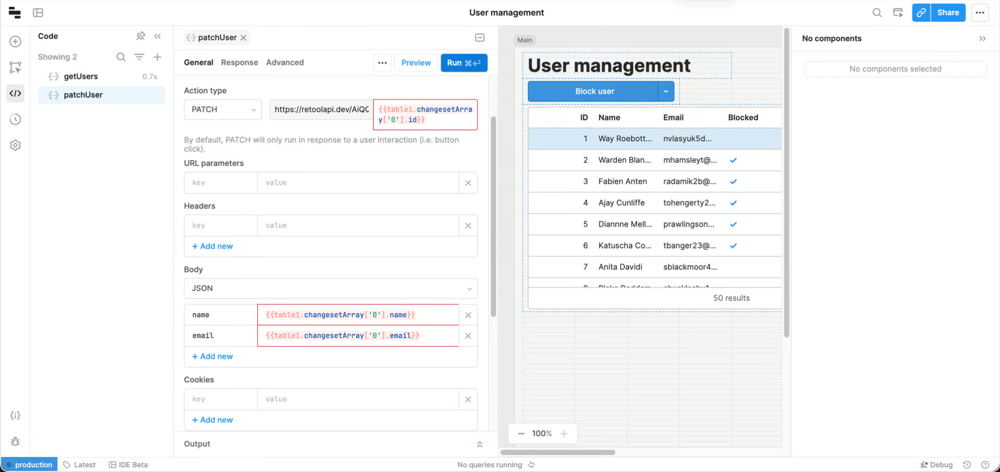 User management
Share
Code
Showing 2
getUsers 0.7s
patchUser
patchUser
General Response Advanced
Preview
Run ⌘↩
Action type
PATCH
https://retoolapi.dev/AiQ
{{table1.changesetArra
y['0'].id}}
By default, PATCH will only run in response to a user interaction (i.e. button
click).
URL parameters
key value
Headers
key value
+ Add new
Body
JSON
name {{table1.changesetArray['0'].name}}
email {{table1.changesetArray['0'].email}}
+ Add new
Cookies
key value
+ Add new
Output
Main
User management
Block user
ID Name Email Blocked
1 Way Roebott... nvlasyuk5d...
2 Warden Blan... mhamsleyt@...
3 Fabien Anten radamik2b@...
4 Ajay Cunliffe tohengerty2...
5 Diannne Mell... prawlingson...
6 Katuscha Co... tbanger23@...
7 Anita Davidi sblackmoor4...
50 results
100%
No components
No components selected
production
Latest
IDE Beta
No queries running
Debug